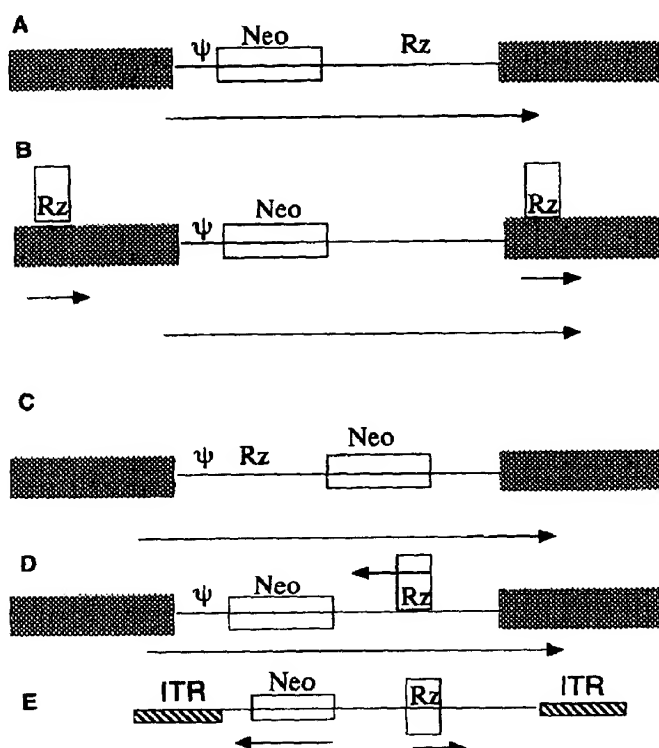 A
ψ Neo Rz
B
Rz Rz
ψ Neo
C
ψ Rz Neo
D
ψ Neo Rz
E ITR Neo Rz ITR